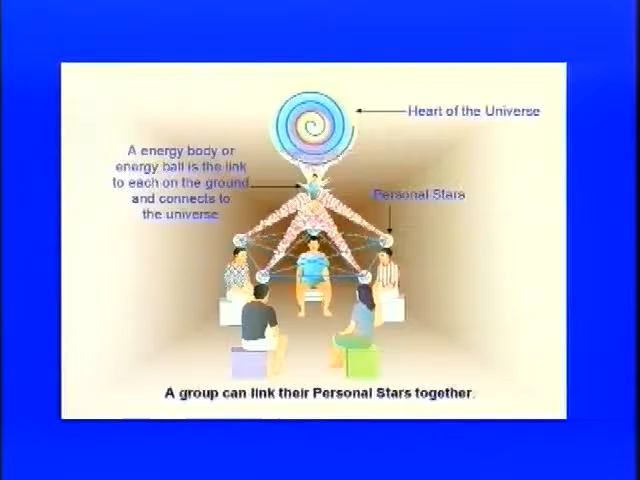 Heart of the Universe
A energy body or
energy ball is the link
to each on the ground
and connects to
the universe
Personal Stars
A group can link their Personal Stars together.